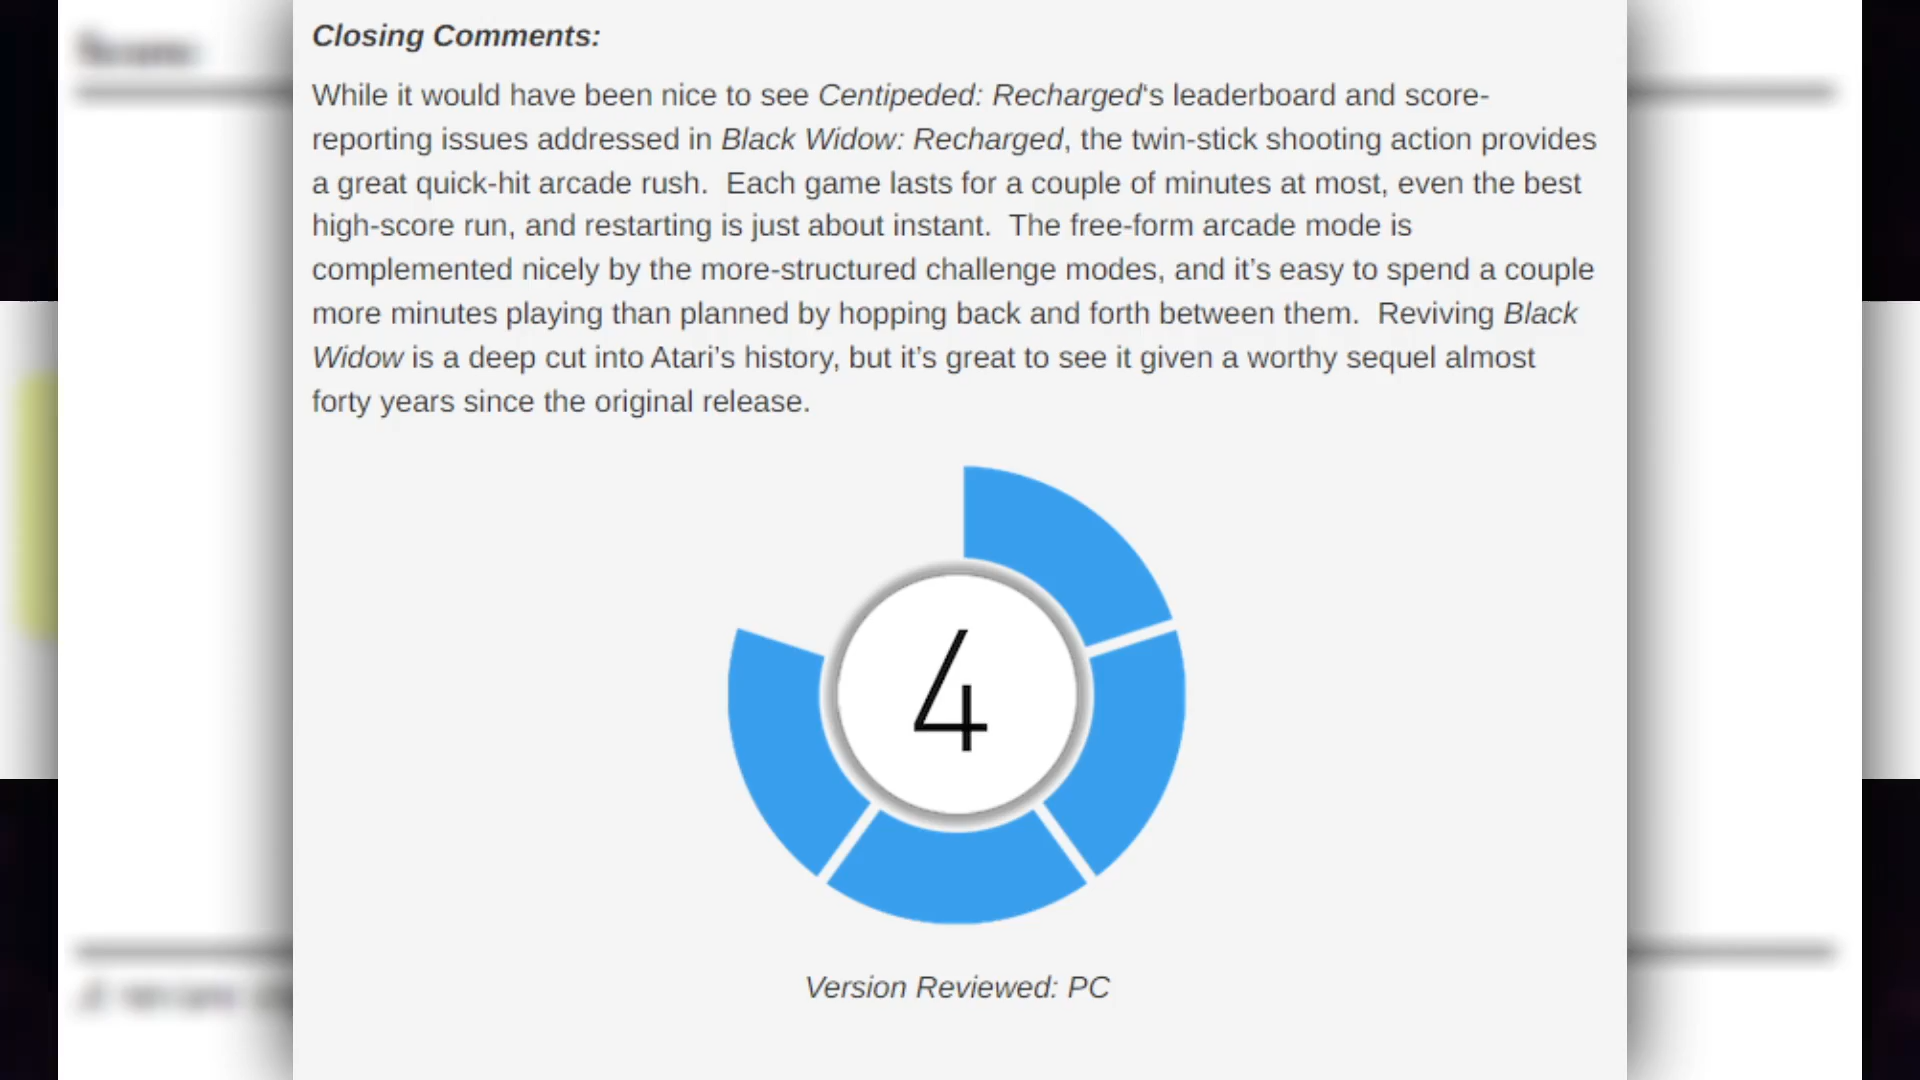 Closing Comments:
While it would have been nice to see Centipeded: Recharged‘s leaderboard and score-
reporting issues addressed in Black Widow: Recharged, the twin-stick shooting action provides
a great quick-hit arcade rush.  Each game lasts for a couple of minutes at most, even the best
high-score run, and restarting is just about instant.  The free-form arcade mode is
complemented nicely by the more-structured challenge modes, and it’s easy to spend a couple
more minutes playing than planned by hopping back and forth between them.  Reviving Black
Widow is a deep cut into Atari’s history, but it’s great to see it given a worthy sequel almost
forty years since the original release.
4
Version Reviewed: PC